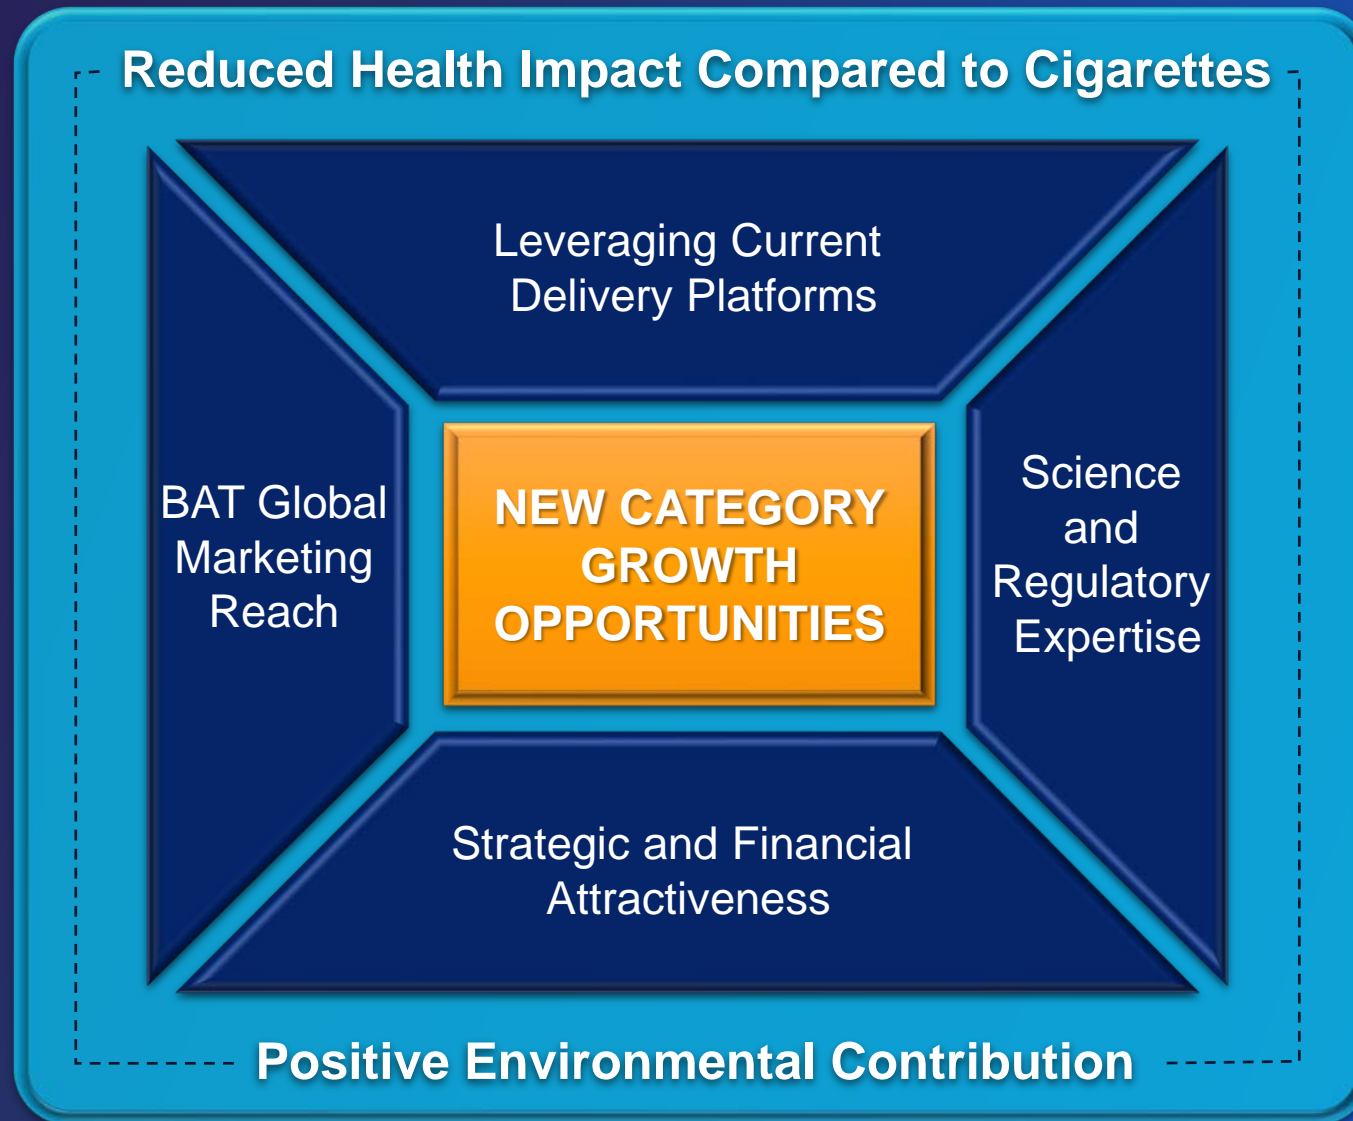 Reduced Health Impact Compared to Cigarettes
Leveraging Current
Delivery Platforms
BAT Global
Marketing
Reach
NEW CATEGORY
GROWTH
OPPORTUNITIES
Science
and
Regulatory
Expertise
Strategic and Financial
Attractiveness
Positive Environmental Contribution